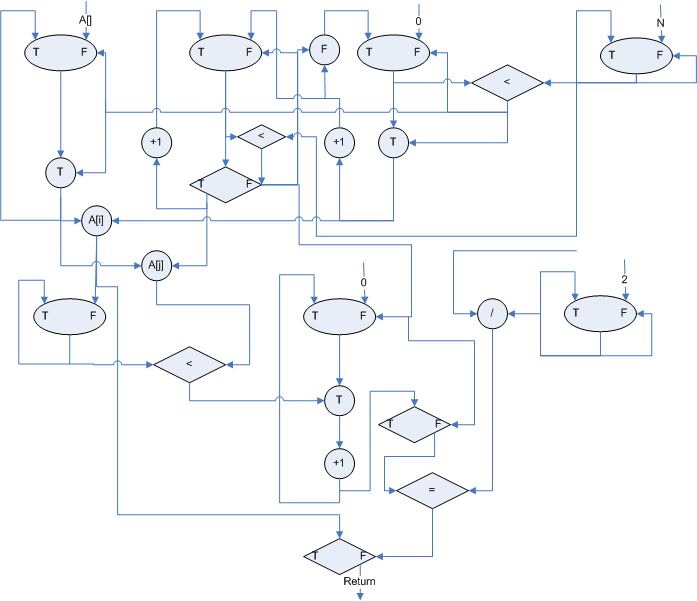 A[] 0 N
T F T F F T F T F
<
+1 < +1 T
T T F
A[i]
A[j]
0 2
T F T F / T F
<
T
T F
+1
=
T F
Return